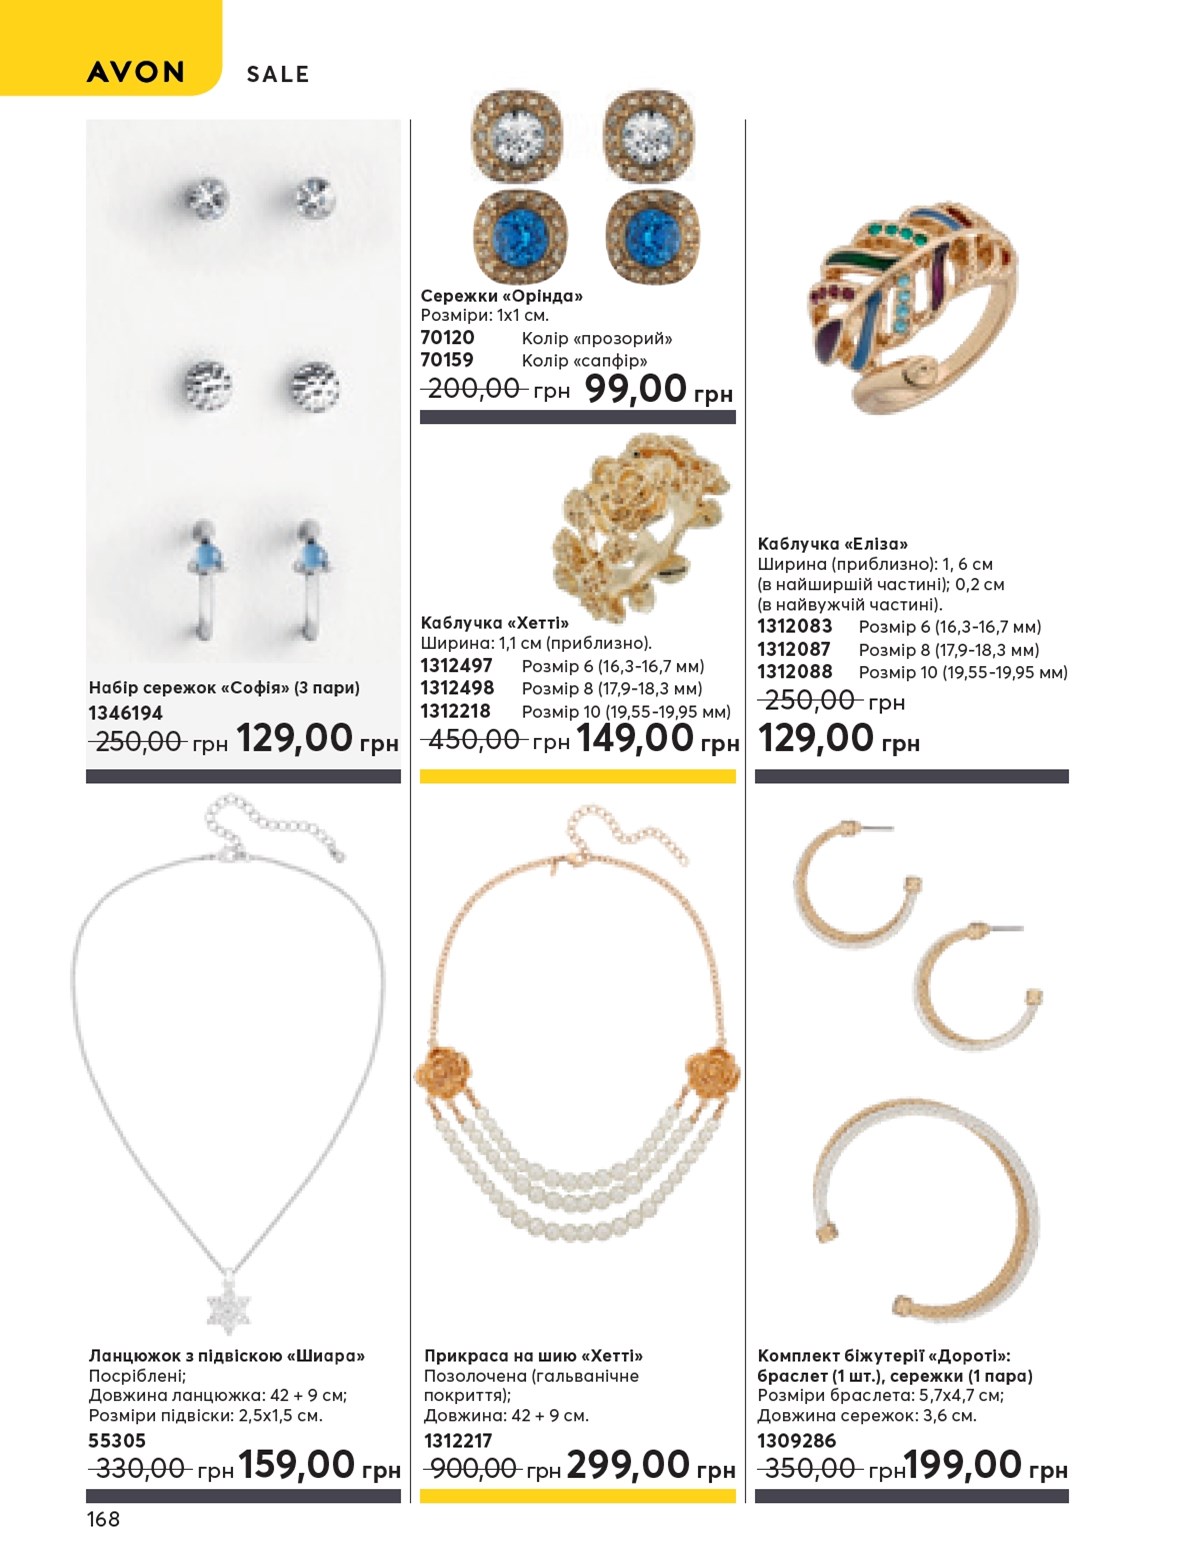 AVON
SALE
Набір сережок «Софія» (3 пари)
1346194
250,00 грн 129,00 грн
Сережки «Орінда»
Розміри: 1х1 см.
70120 Колір «прозорий»
70159 Колір «сапфір»
200,00 грн 99,00 грн
Каблучка «Хетті»
Ширина: 1,1 см (приблизно).
1312497 Розмір 6 (16,3-16,7 мм)
1312498 Розмір 8 (17,9-18,3 мм)
1312218 Розмір 10 (19,55-19,95 мм)
450,00 грн 149,00 грн
Каблучка «Еліза»
Ширина (приблизно): 1, 6 см
(в найширшій частині); 0,2 см
(в найвужчій частині).
1312083 Розмір 6 (16,3-16,7 мм)
1312087 Розмір 8 (17,9-18,3 мм)
1312088 Розмір 10 (19,55-19,95 мм)
250,00 грн
129,00 грн
Ланцюжок з підвіскою «Шиара»
Посріблені;
Довжина ланцюжка: 42 + 9 см;
Розміри підвіски: 2,5х1,5 см.
55305
330,00 грн 159,00 грн
Прикраса на шию «Хетті»
Позолочена (гальванічне
покриття);
Довжина: 42 + 9 см.
1312217
900,00 грн 299,00 грн
Комплект біжутерії «Дороті»:
браслет (1 шт.), сережки (1 пара)
Розміри браслета: 5,7х4,7 см;
Довжина сережок: 3,6 см.
1309286
350,00 грн 199,00 грн
168